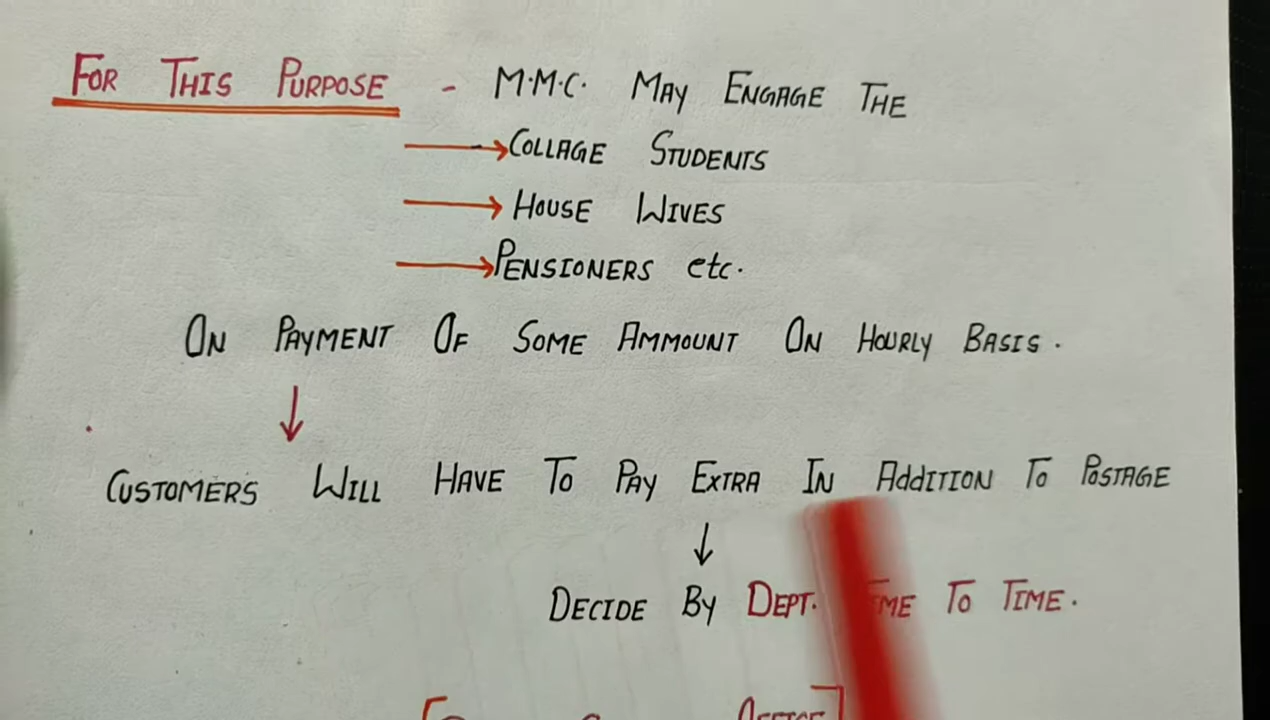 FOR THIS PURPOSE - M.M.C. MAY ENGAGE THE
COLLAGE STUDENTS
HOUSE WIVES
PENSIONERS etc.
ON PAYMENT OF SOME AMMOUNT ON HOURLY BASIS.
CUSTOMERS WILL HAVE TO PAY EXTRA IN ADDITION TO POSTAGE
DECIDE BY DEPT. TO TIME.